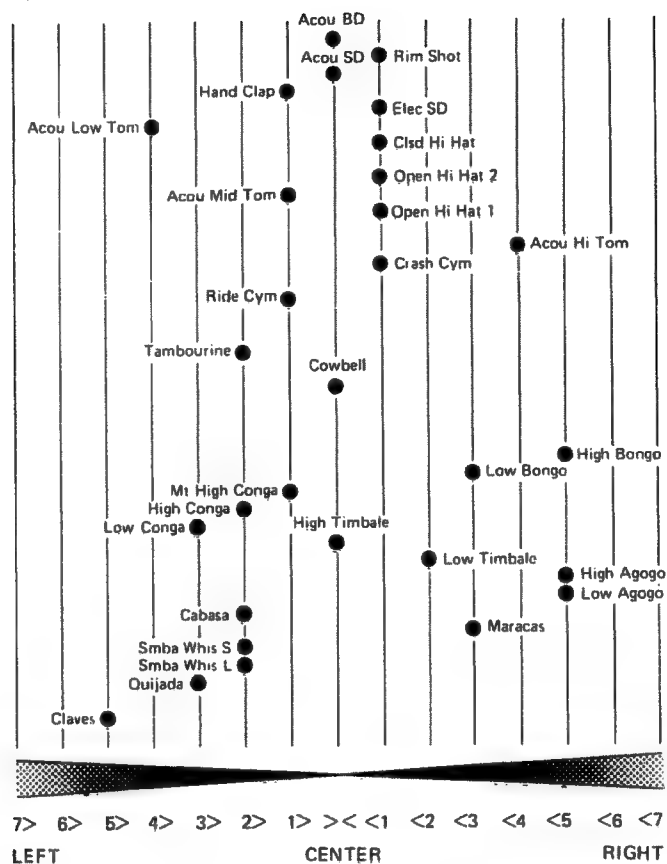 Acou BD
Acou SD
Rim Shot
Hand Clap
Elec SD
Acou Low Tom
Clsd Hi Hat
Open Hi Hat 2
Acou Mid Tom
Open Hi Hat 1
Acou Hi Tom
Crash Cym
Ride Cym
Tambourine
Cowbell
High Bongo
Low Bongo
Mt High Conga
High Conga
Low Conga
High Timbale
Low Timbale
High Agogo
Low Agogo
Cabasa
Maracas
Smba Whis S
Smba Whis L
Quijada
Claves
7> 6> 5> 4> 3> 2> 1> >< <1 <2 <3 <4 <5 <6 <7
LEFT CENTER RIGHT